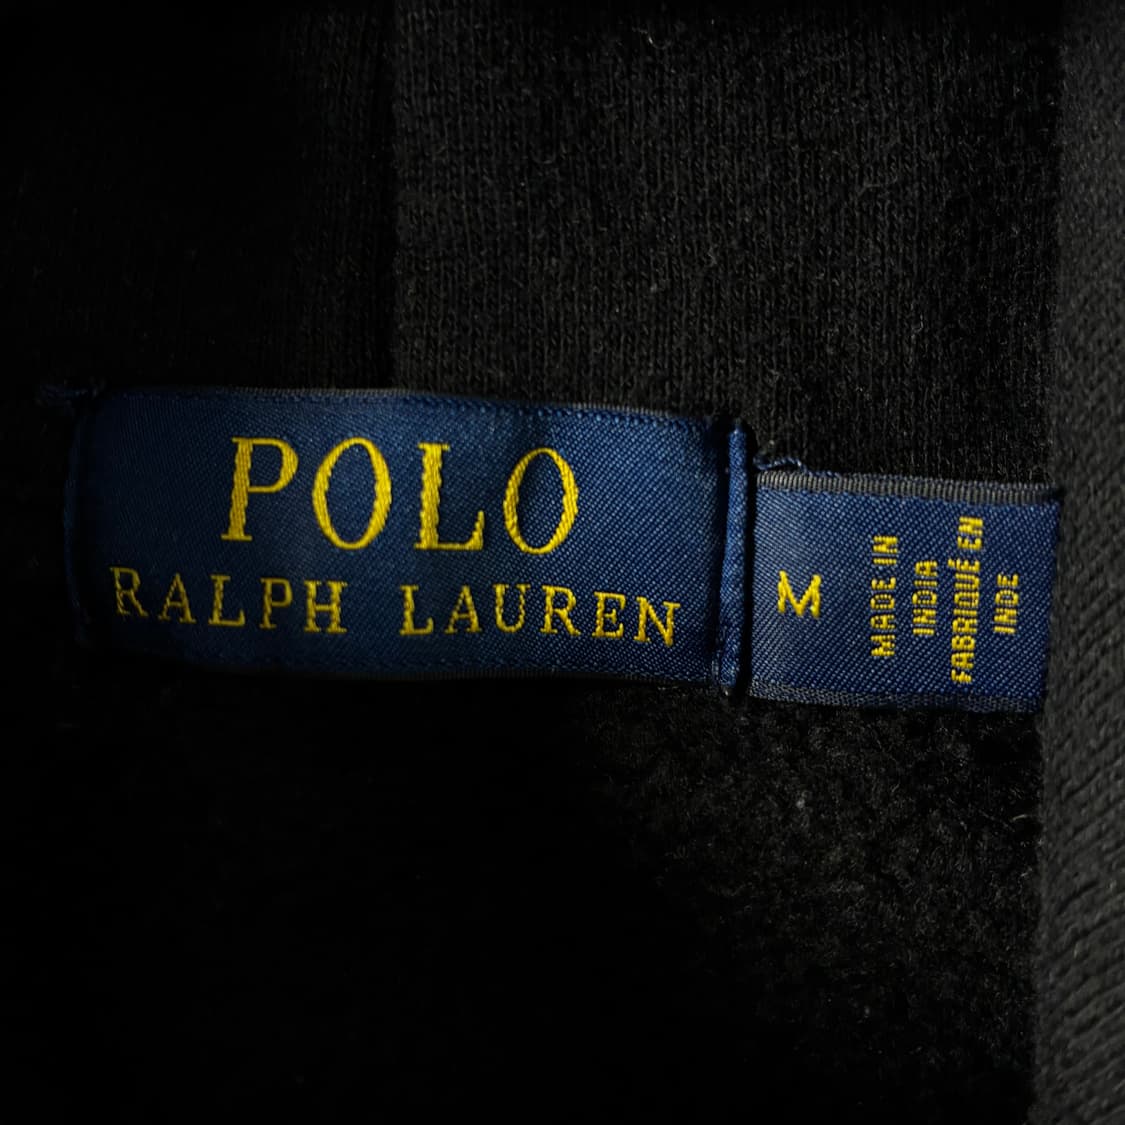 POLO
RALPH LAUREN
M
MADE IN
INDIA
FABRIQUÉ EN
INDE